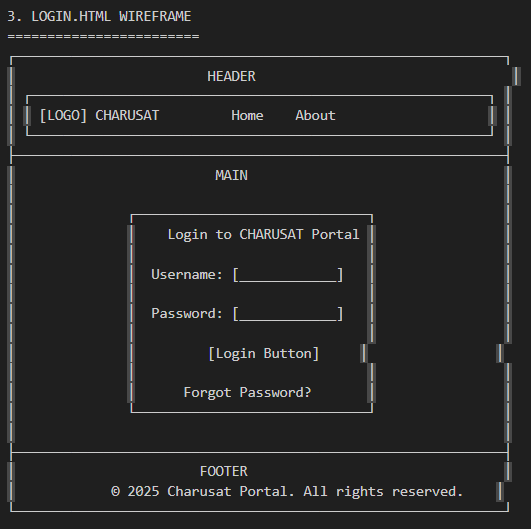 3. LOGIN.HTML WIREFRAME
========================
HEADER
[LOGO] CHARUSAT Home About
MAIN
Login to CHARUSAT Portal
Username: [____________]
Password: [____________]
[Login Button]
Forgot Password?
FOOTER
© 2025 Charusat Portal. All rights reserved.